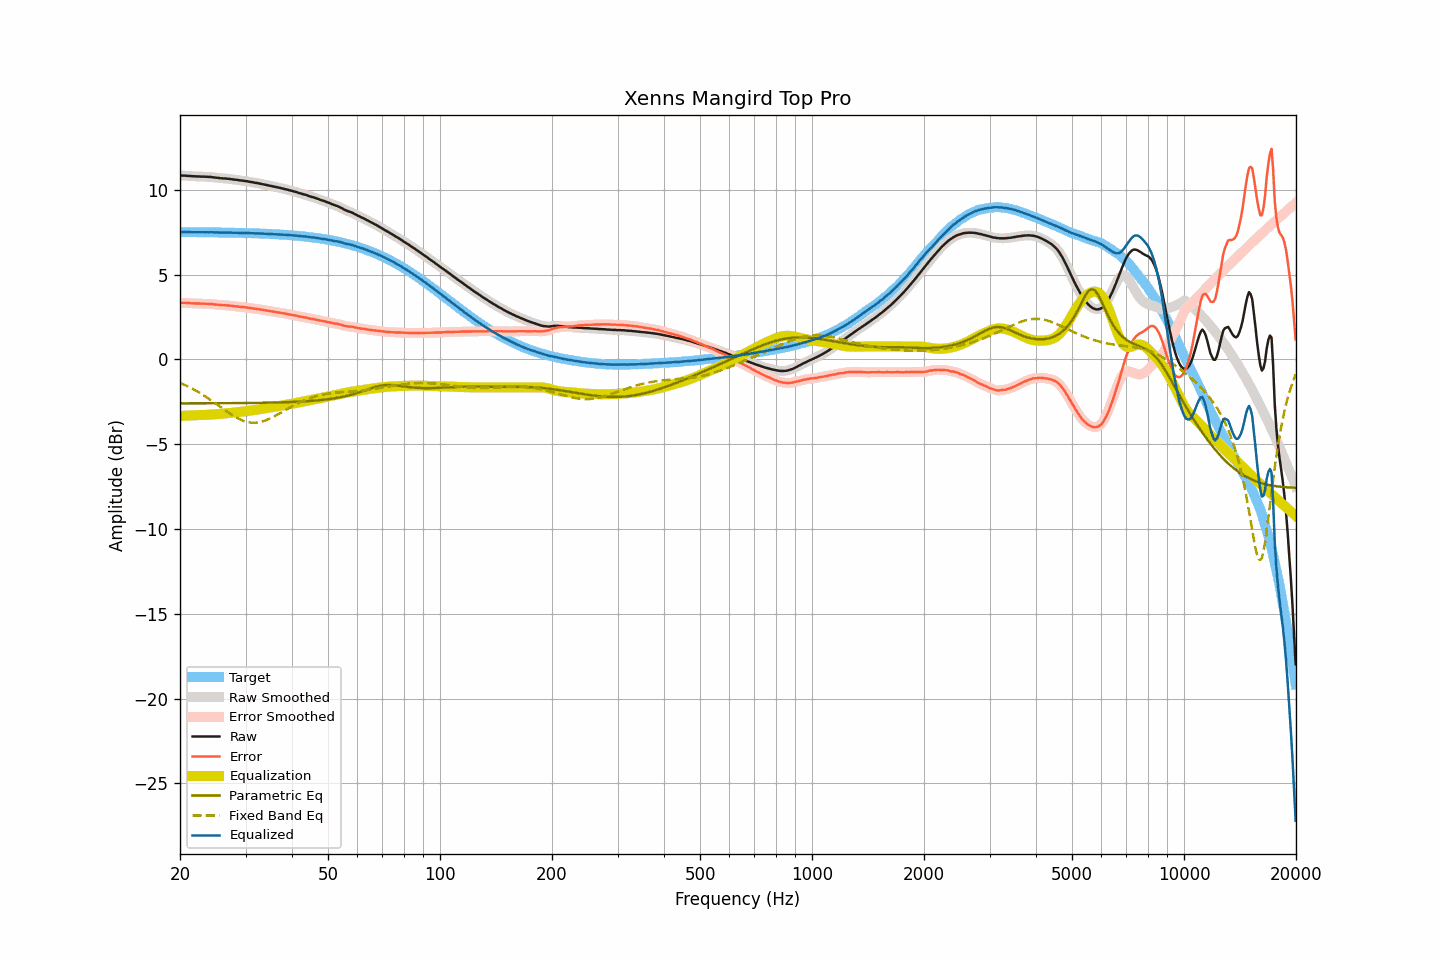 Xenns Mangird Top Pro
Amplitude (dBr)
10
5
0
−5
−10
−15
−20
−25
Target
Raw Smoothed
Error Smoothed
Raw
Error
Equalization
Parametric Eq
Fixed Band Eq
Equalized
20 50 100 200 500 1000 2000 5000 10000 20000
Frequency (Hz)